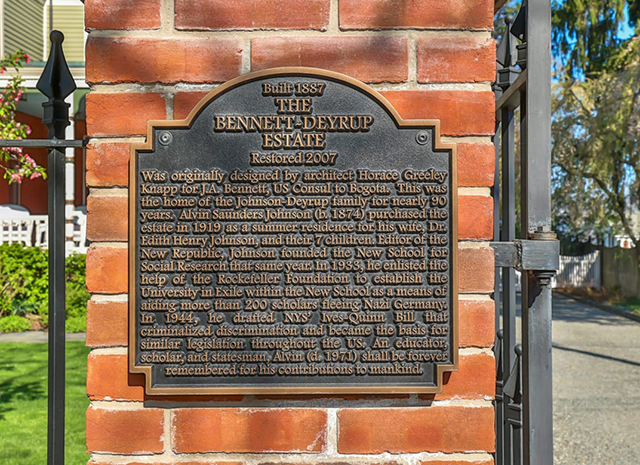 Built 1887
THE
BENNETT-DEYRUP
ESTATE
Restored 2007
Was originally designed by architect Horace Greeley
Knapp for J.A. Bennett, US Consul to Bogota. This was
the home of the Johnson-Deyrup family for nearly 90
years. Alvin Saunders Johnson (b. 1874) purchased the
estate in 1919 as a summer residence for his wife, Dr.
Edith Henry Johnson, and their 7 children. Editor of the
New Republic, Johnson founded the New School for
Social Research that same year. In 1933, he enlisted the
help of the Rockefeller Foundation to establish the
University in Exile within the New School as a means of
aiding more than 200 scholars fleeing Nazi Germany.
In 1944, he drafted NYS' Ives-Quinn Bill that
criminalized discrimination and became the basis for
similar legislation throughout the US. An educator,
scholar, and statesman, Alvin (d. 1971) shall be forever
remembered for his contributions to mankind.